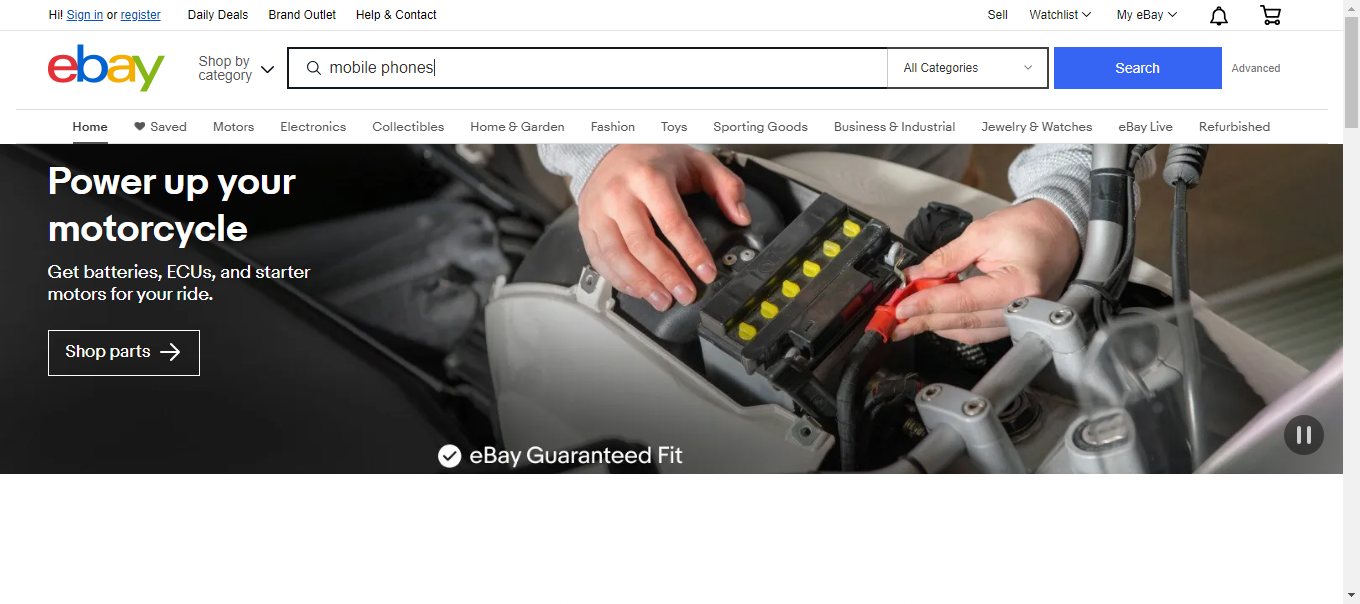 Hi! Sign in or register Daily Deals Brand Outlet Help & Contact Sell Watchlist My eBay
ebay
Shop by
category
mobile phones
All Categories
Search
Advanced
Home Saved Motors Electronics Collectibles Home & Garden Fashion Toys Sporting Goods Business & Industrial Jewelry & Watches eBay Live Refurbished
Power up your
motorcycle
Get batteries, ECUs, and starter
motors for your ride.
Shop parts
eBay Guaranteed Fit